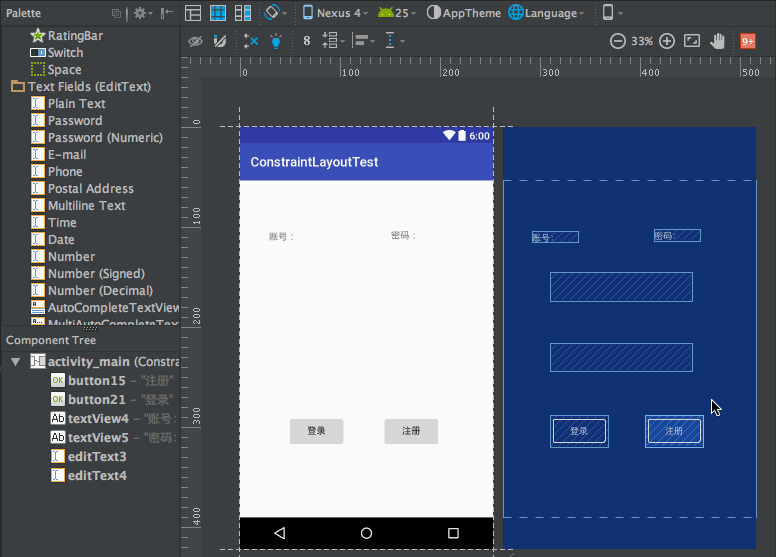 Palette
Nexus 4
25
AppTheme
Language
8
33%
9+
RatingBar
Switch
Space
Text Fields (EditText)
Plain Text
Password
Password (Numeric)
E-mail
Phone
Postal Address
Multiline Text
Time
Date
Number
Number (Signed)
Number (Decimal)
AutoCompleteTextView
MultiAutoCompleteTex
Component Tree
activity_main (Constra
OK button15 – "注册"
OK button21 – "登录"
Ab textView4 – "账号:
Ab textView5 – "密码:
editText3
editText4
0 100 200 300 400 500
0
100
200
300
400
6:00
ConstraintLayoutTest
账号：
密码：
登录
注册
账号：
密码：
登录
注册